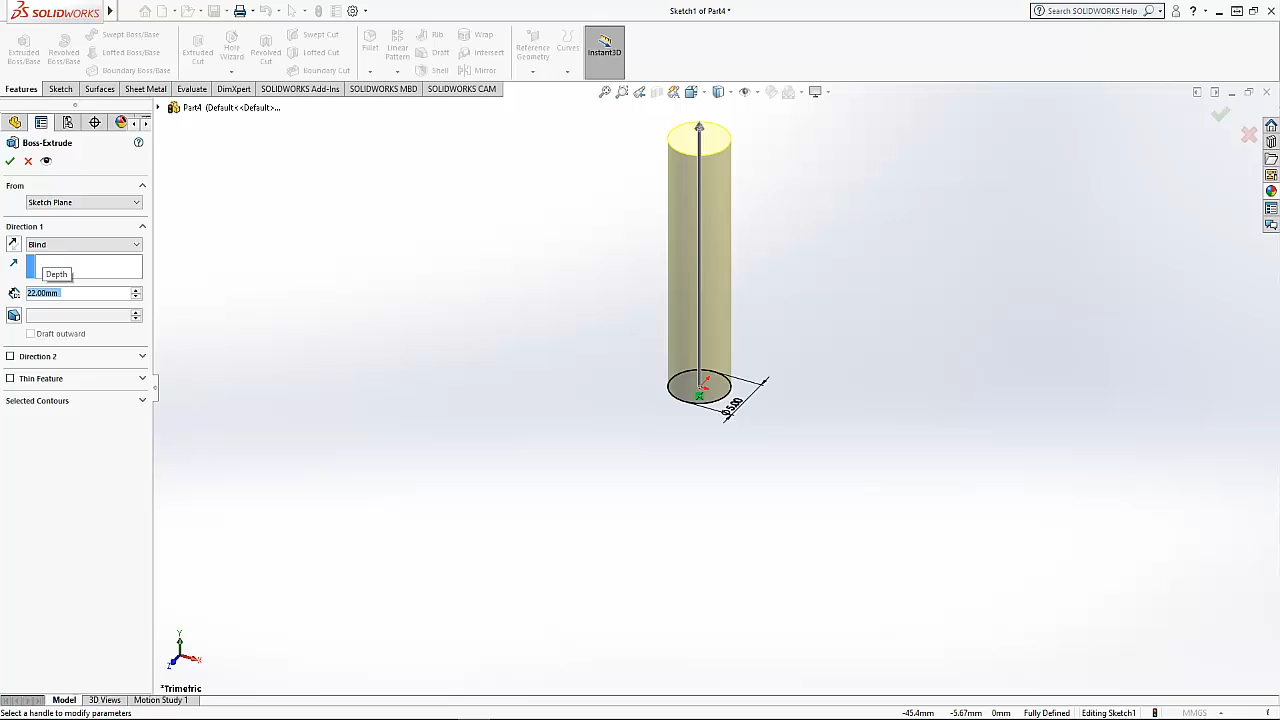 SOLIDWORKS
Sketch1 of Part4 *
Search SOLIDWORKS Help
Extruded Boss/Base
Revolved Boss/Base
Swept Boss/Base
Lofted Boss/Base
Boundary Boss/Base
Extruded Cut
Hole Wizard
Revolved Cut
Swept Cut
Lofted Cut
Boundary Cut
Fillet
Linear Pattern
Rib
Draft
Shell
Wrap
Intersect
Mirror
Reference Geometry
Curves
Instant3D
Features
Sketch
Surfaces
Sheet Metal
Evaluate
DimXpert
SOLIDWORKS Add-Ins
SOLIDWORKS MBD
SOLIDWORKS CAM
Part4 (Default<<Default>...
Boss-Extrude
From
Sketch Plane
Direction 1
Blind
Depth
22.00mm
Draft outward
Direction 2
Thin Feature
Selected Contours
Ø5.00
Y
X
Z
*Trimetric
Model
3D Views
Motion Study 1
Select a handle to modify parameters
-45.4mm
-5.67mm
0mm
Fully Defined
Editing Sketch1
MMGS